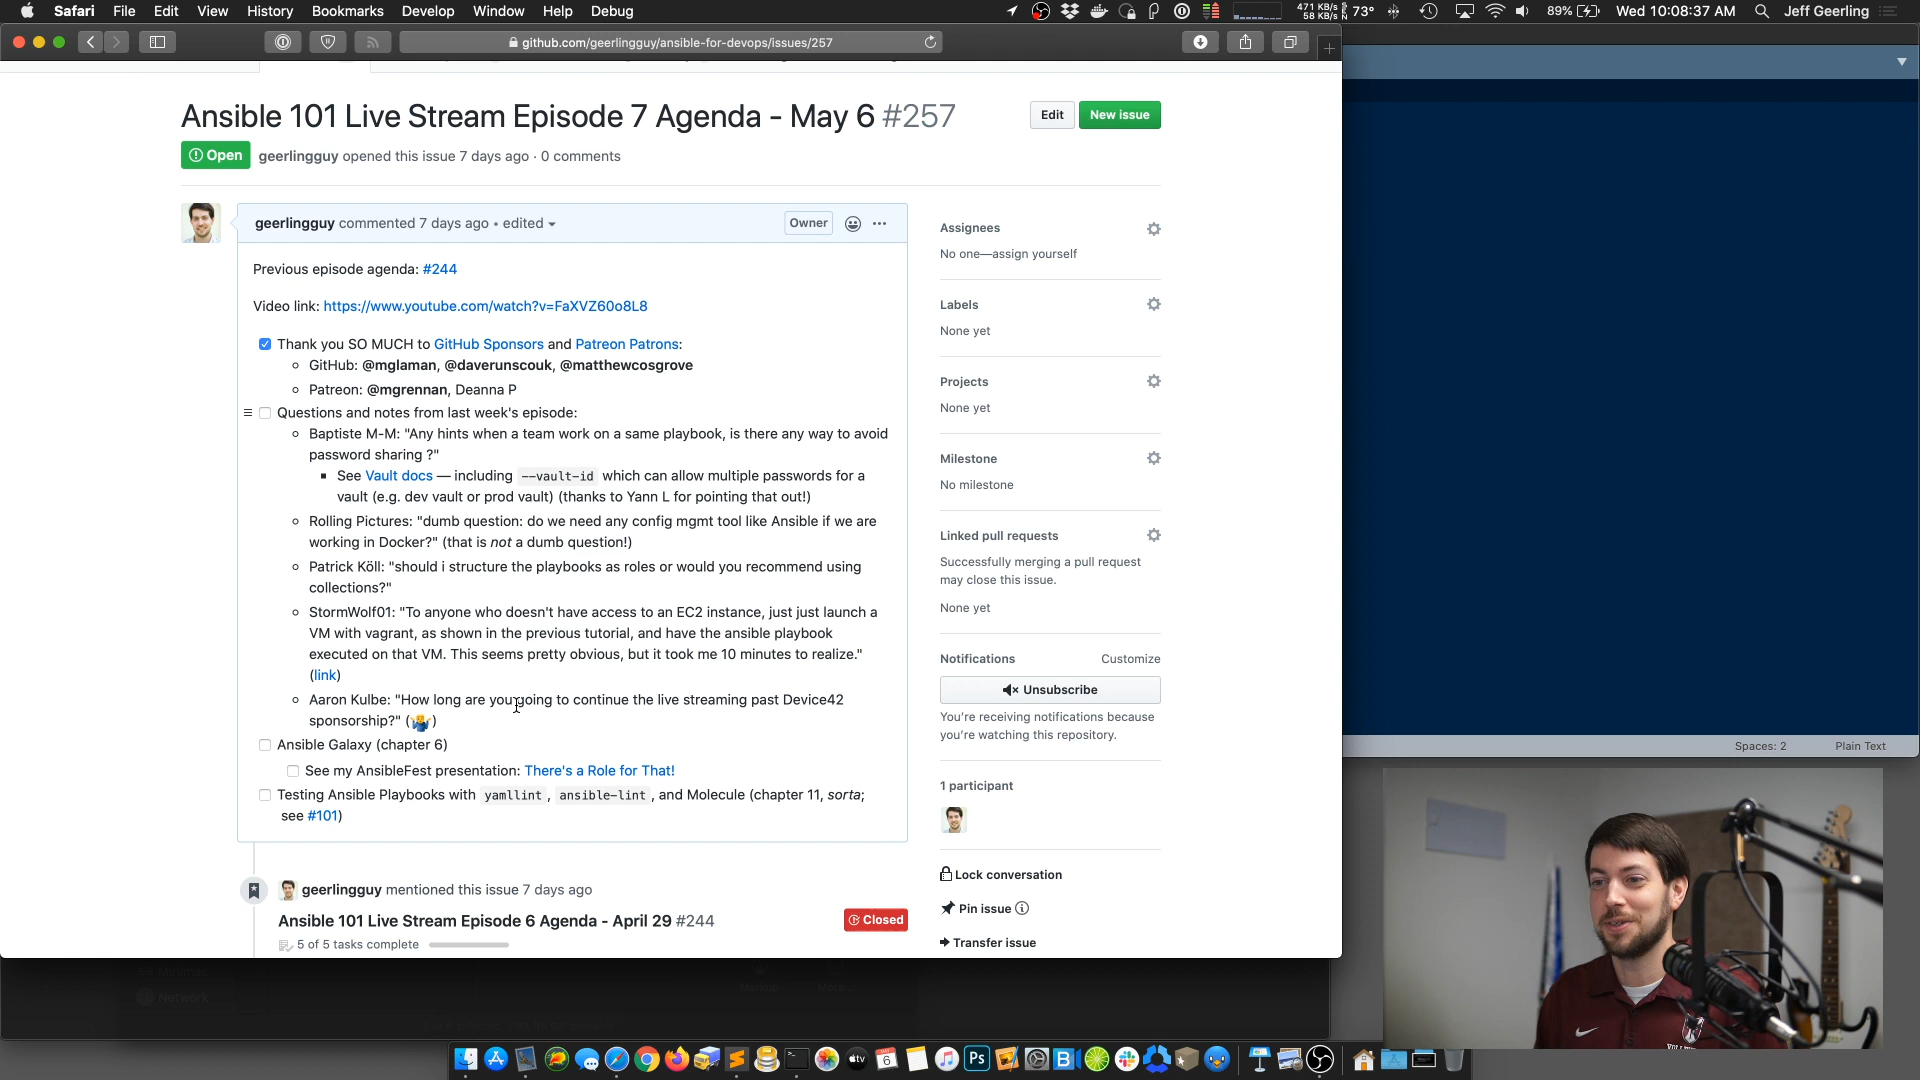 Safari File Edit View History Bookmarks Develop Window Help Debug
471 KB/s
58 KB/s
73°
89%
Wed 10:08:37 AM
Jeff Geerling
github.com/geerlingguy/ansible-for-devops/issues/257
Ansible 101 Live Stream Episode 7 Agenda - May 6 #257
Edit
New issue
Open
geerlingguy opened this issue 7 days ago · 0 comments
geerlingguy commented 7 days ago • edited
Owner
Previous episode agenda: #244
Video link: https://www.youtube.com/watch?v=FaXVZ60o8L8
Thank you SO MUCH to GitHub Sponsors and Patreon Patrons:
GitHub: @mglaman, @daverunscouk, @matthewcosgrove
Patreon: @mgrennan, Deanna P
Questions and notes from last week's episode:
Baptiste M-M: "Any hints when a team work on a same playbook, is there any way to avoid
password sharing ?"
See Vault docs — including --vault-id which can allow multiple passwords for a
vault (e.g. dev vault or prod vault) (thanks to Yann L for pointing that out!)
Rolling Pictures: "dumb question: do we need any config mgmt tool like Ansible if we are
working in Docker?" (that is not a dumb question!)
Patrick Köll: "should i structure the playbooks as roles or would you recommend using
collections?"
StormWolf01: "To anyone who doesn't have access to an EC2 instance, just just launch a
VM with vagrant, as shown in the previous tutorial, and have the ansible playbook
executed on that VM. This seems pretty obvious, but it took me 10 minutes to realize."
(link)
Aaron Kulbe: "How long are you going to continue the live streaming past Device42
sponsorship?" (🤷‍♂️)
Ansible Galaxy (chapter 6)
See my AnsibleFest presentation: There's a Role for That!
Testing Ansible Playbooks with yamllint, ansible-lint, and Molecule (chapter 11, sorta;
see #101)
geerlingguy mentioned this issue 7 days ago
Ansible 101 Live Stream Episode 6 Agenda - April 29 #244
Closed
5 of 5 tasks complete
Assignees
No one—assign yourself
Labels
None yet
Projects
None yet
Milestone
No milestone
Linked pull requests
Successfully merging a pull request
may close this issue.
None yet
Notifications
Customize
Unsubscribe
You're receiving notifications because
you're watching this repository.
1 participant
Lock conversation
Pin issue
Transfer issue
Spaces: 2
Plain Text
Minimac
Network
tv
6
Ps